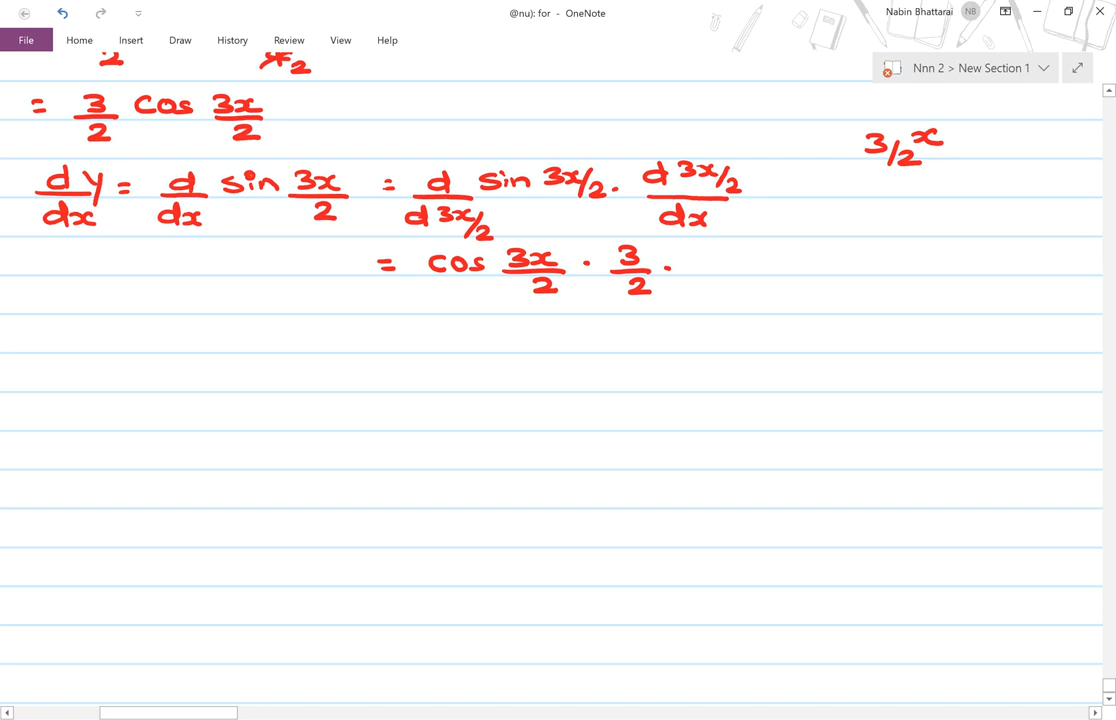 @nu): for - OneNote
Nabin Bhattarai NB
File Home Insert Draw History Review View Help
Nnn 2 > New Section 1
2 2
= 3/2 cos 3x/2
3/2 x
d/dx y = d/dx sin 3x/2 = d/d 3x/2 sin 3x/2 . d 3x/2 / dx
= cos 3x/2 . 3/2 .